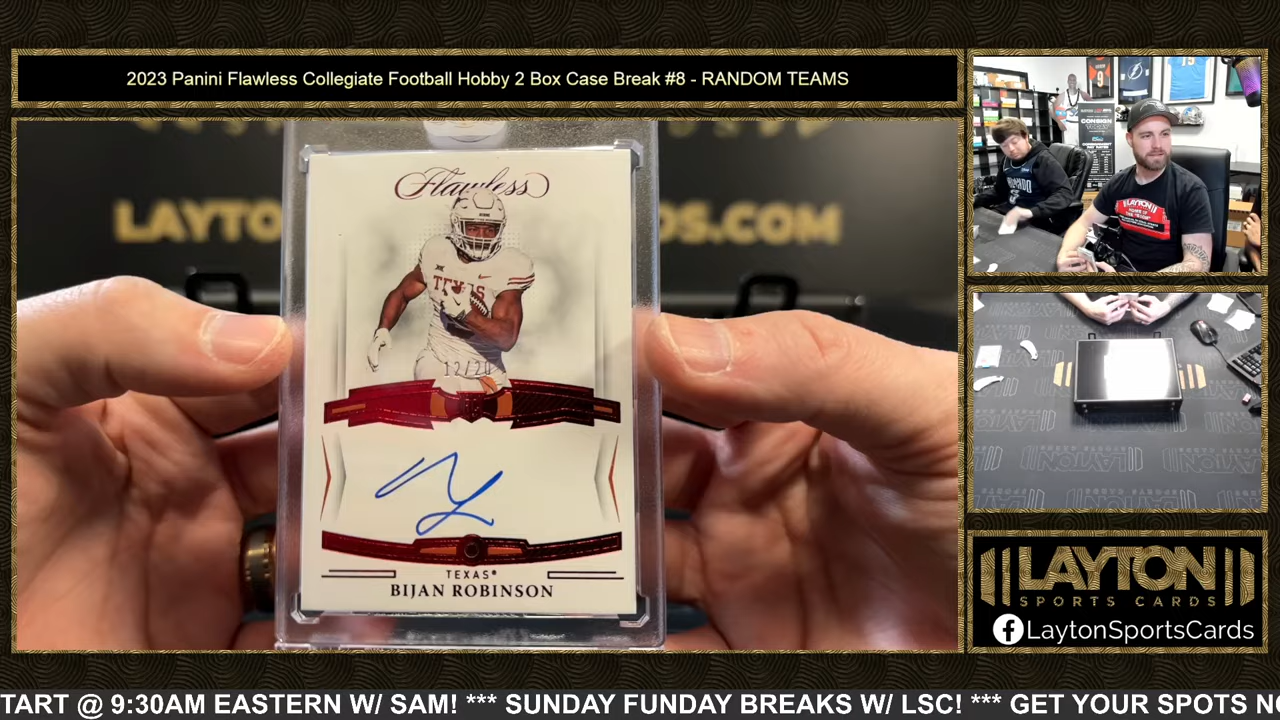 2023 Panini Flawless Collegiate Football Hobby 2 Box Case Break #8 - RANDOM TEAMS
Flawless
TEXAS
12/20
TEXAS®
BIJAN ROBINSON
LAYTON
SPORTS CARDS
LaytonSportsCards
TART @ 9:30AM EASTERN W/ SAM! *** SUNDAY FUNDAY BREAKS W/ LSC! *** GET YOUR SPOTS NO